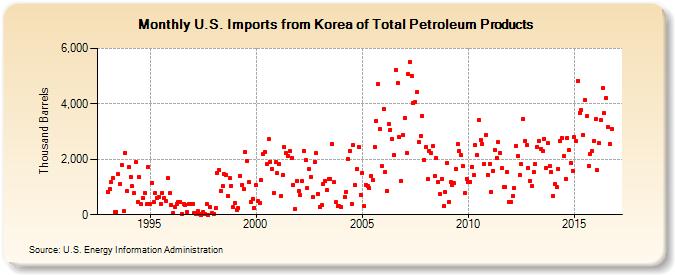 Monthly U.S. Imports from Korea of Total Petroleum Products
Thousand Barrels
6,000
4,000
2,000
0
1995 2000 2005 2010 2015
Source: U.S. Energy Information Administration